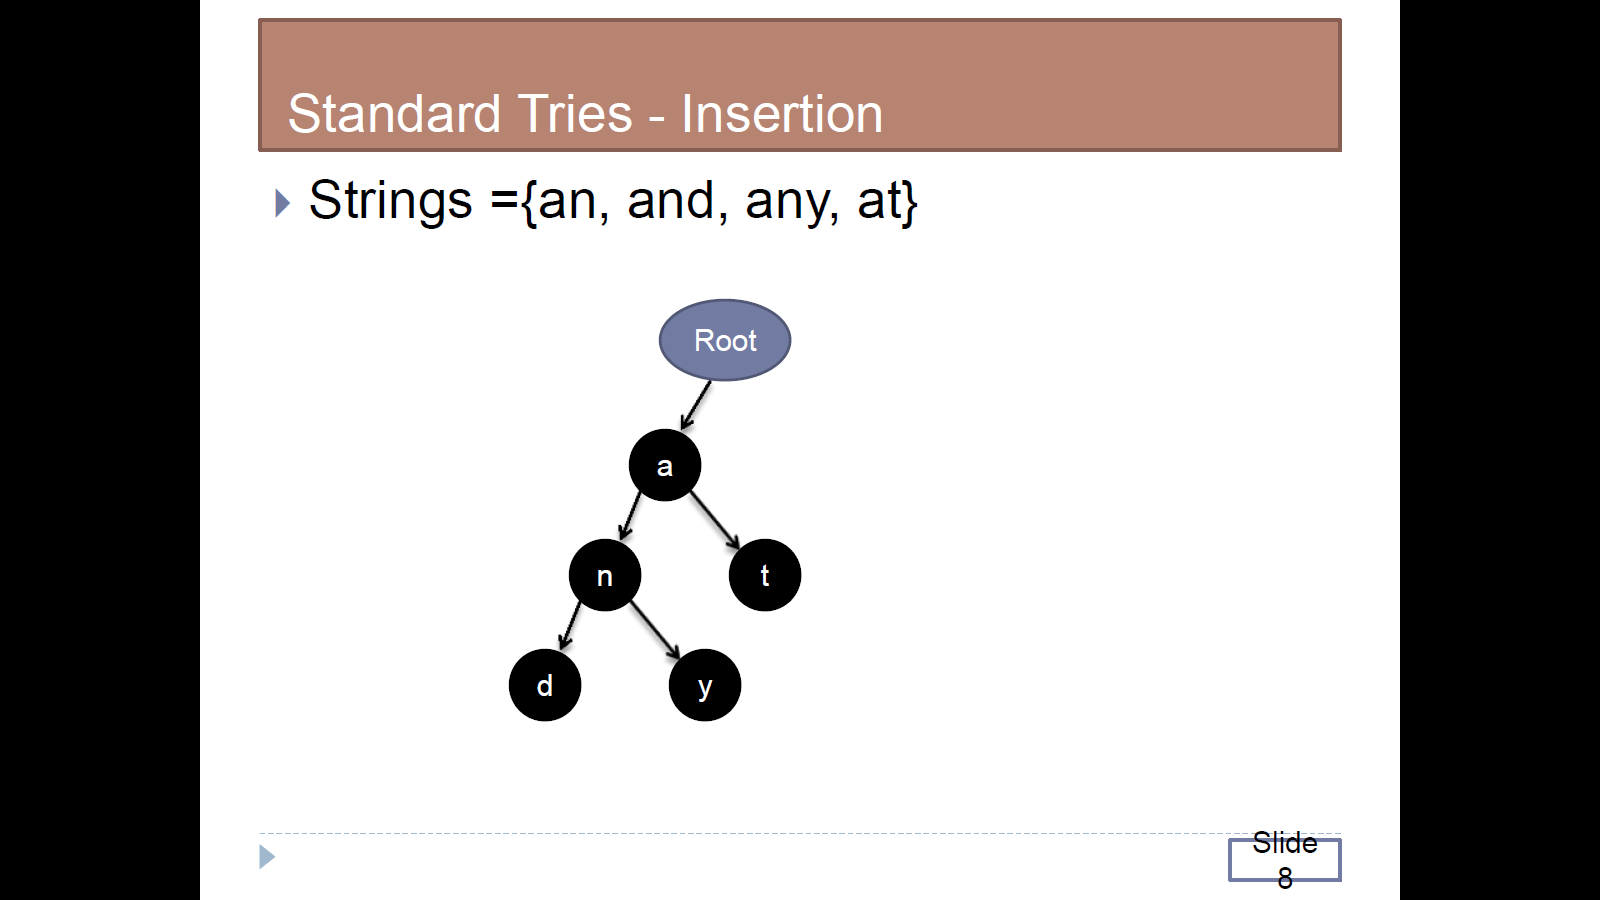 Standard Tries - Insertion
Strings ={an, and, any, at}
Root
a
n
t
d
y
Slide
8